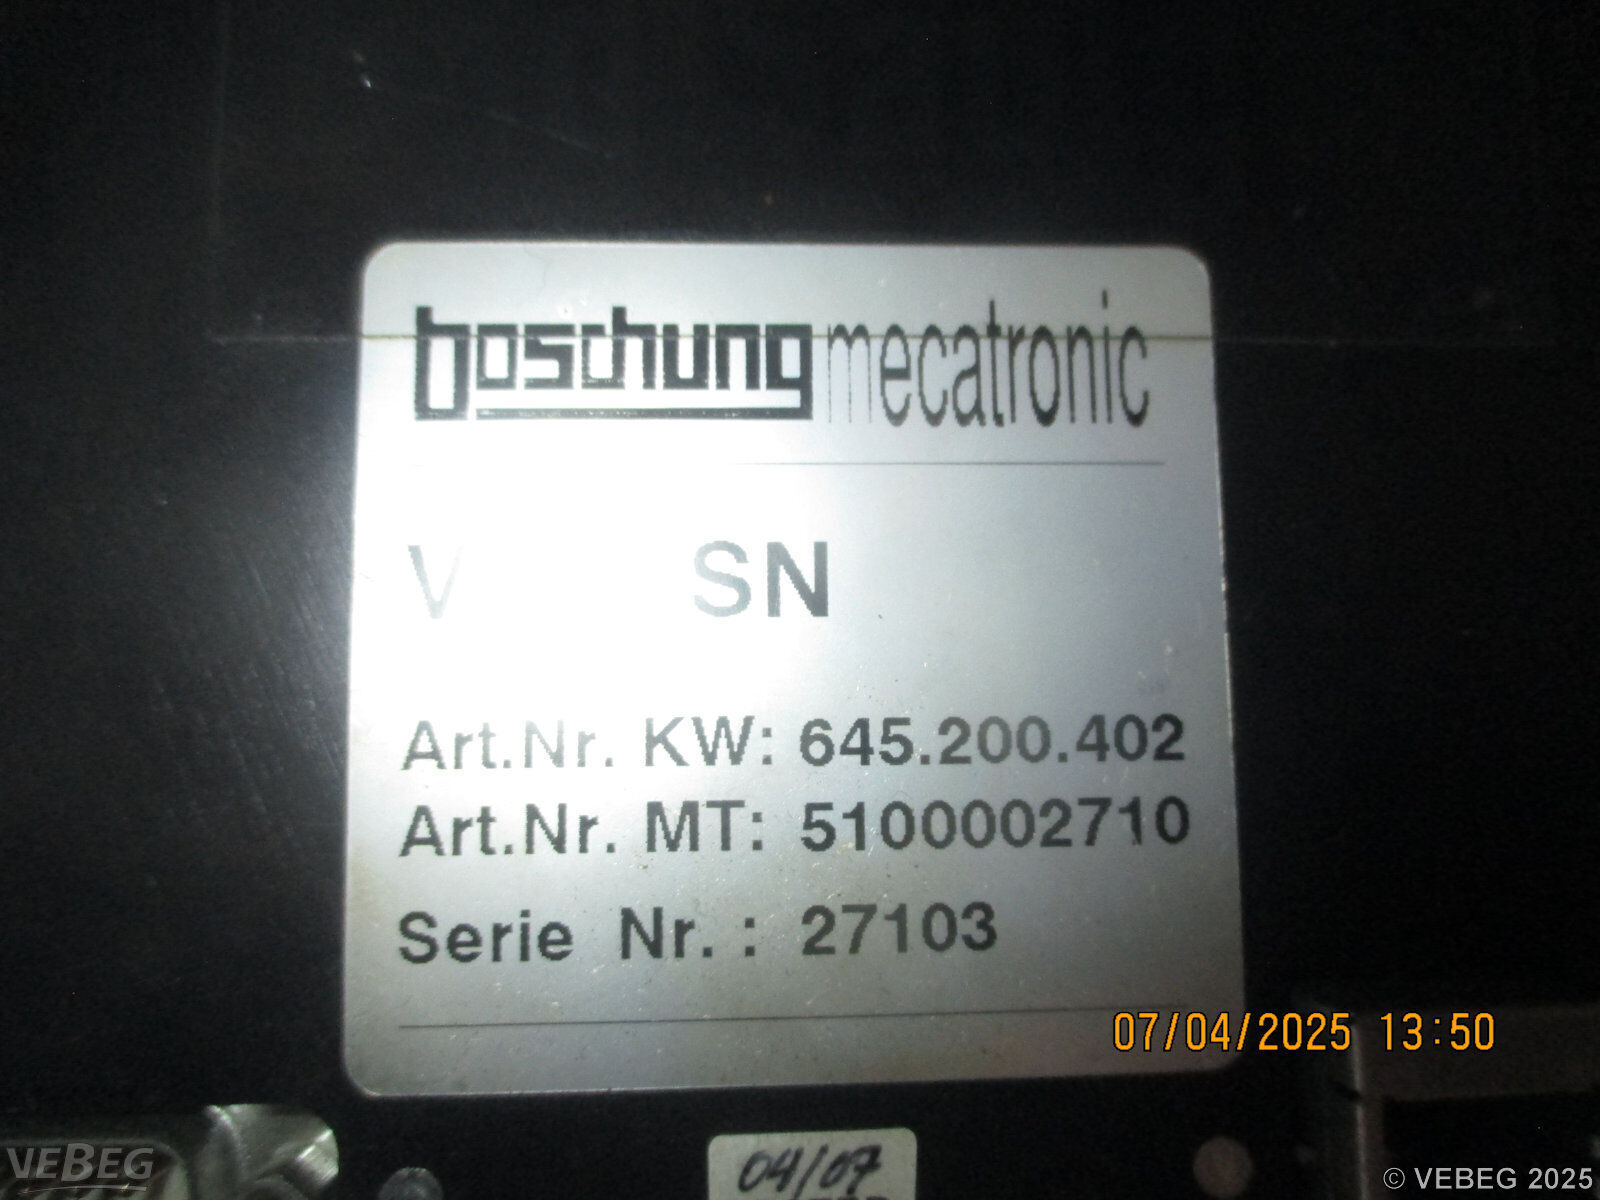 boschung mecatronic
V SN
Art.Nr. KW: 645.200.402
Art.Nr. MT: 5100002710
Serie Nr. : 27103
07/04/2025 13:50
04/07
VEBEG
© VEBEG 2025